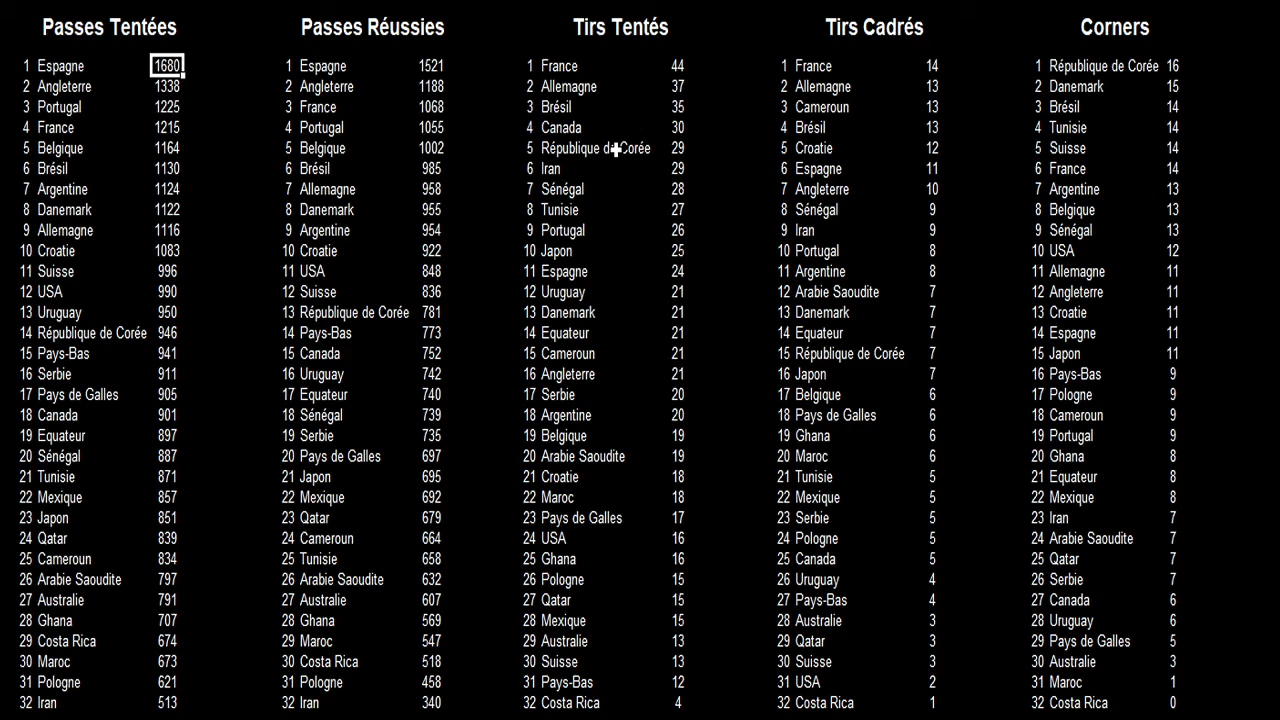 Passes Tentées Passes Réussies Tirs Tentés Tirs Cadrés Corners
1 Espagne 1680 1 Espagne 1521 1 France 44 1 France 14 1 République de Corée 16
2 Angleterre 1338 2 Angleterre 1188 2 Allemagne 37 2 Allemagne 13 2 Danemark 15
3 Portugal 1225 3 France 1068 3 Brésil 35 3 Cameroun 13 3 Brésil 14
4 France 1215 4 Portugal 1055 4 Canada 30 4 Brésil 13 4 Tunisie 14
5 Belgique 1164 5 Belgique 1002 5 République de Corée 29 5 Croatie 12 5 Suisse 14
6 Brésil 1130 6 Brésil 985 6 Iran 29 6 Espagne 11 6 France 14
7 Argentine 1124 7 Allemagne 958 7 Sénégal 28 7 Angleterre 10 7 Argentine 13
8 Danemark 1122 8 Danemark 955 8 Tunisie 27 8 Sénégal 9 8 Belgique 13
9 Allemagne 1116 9 Argentine 954 9 Portugal 26 9 Iran 9 9 Sénégal 13
10 Croatie 1083 10 Croatie 922 10 Japon 25 10 Portugal 8 10 USA 12
11 Suisse 996 11 USA 848 11 Espagne 24 11 Argentine 8 11 Allemagne 11
12 USA 990 12 Suisse 836 12 Uruguay 21 12 Arabie Saoudite 7 12 Angleterre 11
13 Uruguay 950 13 République de Corée 781 13 Danemark 21 13 Danemark 7 13 Croatie 11
14 République de Corée 946 14 Pays-Bas 773 14 Equateur 21 14 Equateur 7 14 Espagne 11
15 Pays-Bas 941 15 Canada 752 15 Cameroun 21 15 République de Corée 7 15 Japon 11
16 Serbie 911 16 Uruguay 742 16 Angleterre 21 16 Japon 7 16 Pays-Bas 9
17 Pays de Galles 905 17 Equateur 740 17 Serbie 20 17 Belgique 6 17 Pologne 9
18 Canada 901 18 Sénégal 739 18 Argentine 20 18 Pays de Galles 6 18 Cameroun 9
19 Equateur 897 19 Serbie 735 19 Belgique 19 19 Ghana 6 19 Portugal 9
20 Sénégal 887 20 Pays de Galles 697 20 Arabie Saoudite 19 20 Maroc 6 20 Ghana 8
21 Tunisie 871 21 Japon 695 21 Croatie 18 21 Tunisie 5 21 Equateur 8
22 Mexique 857 22 Mexique 692 22 Maroc 18 22 Mexique 5 22 Mexique 8
23 Japon 851 23 Qatar 679 23 Pays de Galles 17 23 Serbie 5 23 Iran 7
24 Qatar 839 24 Cameroun 664 24 USA 16 24 Pologne 5 24 Arabie Saoudite 7
25 Cameroun 834 25 Tunisie 658 25 Ghana 16 25 Canada 5 25 Qatar 7
26 Arabie Saoudite 797 26 Arabie Saoudite 632 26 Pologne 15 26 Uruguay 4 26 Serbie 7
27 Australie 791 27 Australie 607 27 Qatar 15 27 Pays-Bas 4 27 Canada 6
28 Ghana 707 28 Ghana 569 28 Mexique 15 28 Australie 3 28 Uruguay 6
29 Costa Rica 674 29 Maroc 547 29 Australie 13 29 Qatar 3 29 Pays de Galles 5
30 Maroc 673 30 Costa Rica 518 30 Suisse 13 30 Suisse 3 30 Australie 3
31 Pologne 621 31 Pologne 458 31 Pays-Bas 12 31 USA 2 31 Maroc 1
32 Iran 513 32 Iran 340 32 Costa Rica 4 32 Costa Rica 1 32 Costa Rica 0